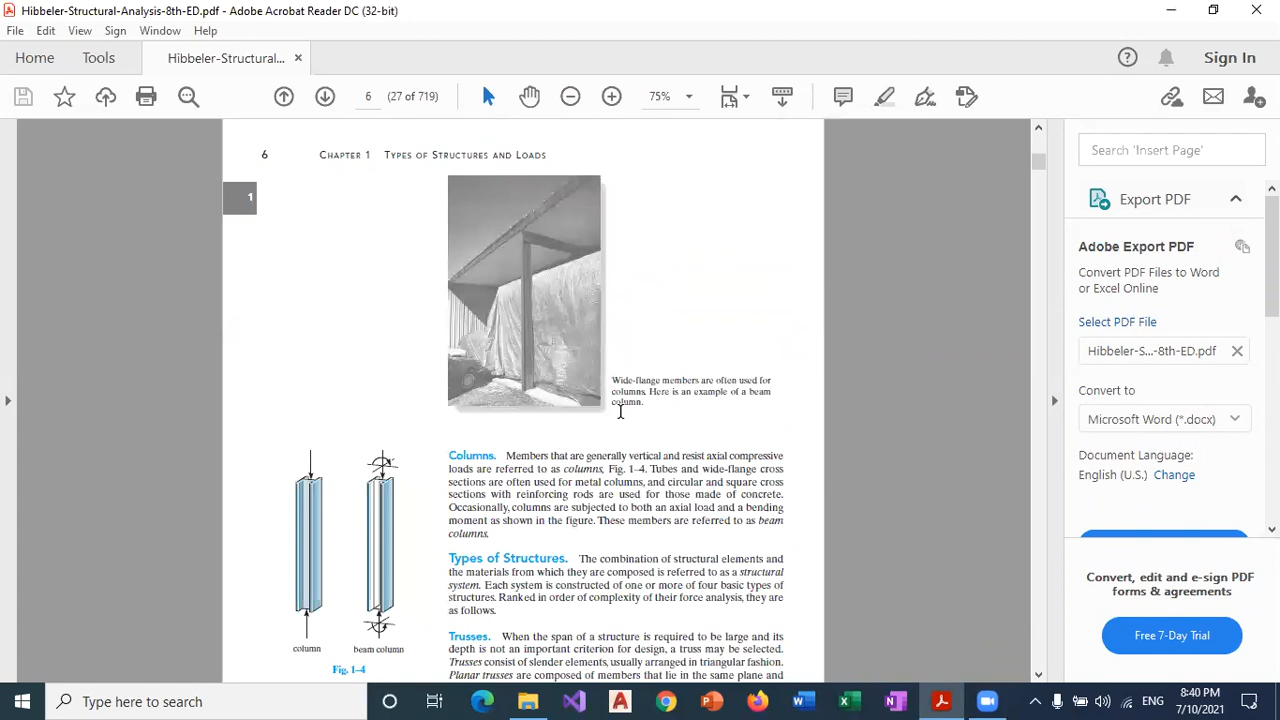 Hibbeler-Structural-Analysis-8th-ED.pdf - Adobe Acrobat Reader DC (32-bit)
File Edit View Sign Window Help
Home Tools Hibbeler-Structural... × Sign In
6 (27 of 719) 75%
6 CHAPTER 1 TYPES OF STRUCTURES AND LOADS
1
Wide-flange members are often used for
columns. Here is an example of a beam
column.
Columns. Members that are generally vertical and resist axial compressive
loads are referred to as columns, Fig. 1–4. Tubes and wide-flange cross
sections are often used for metal columns, and circular and square cross
sections with reinforcing rods are used for those made of concrete.
Occasionally, columns are subjected to both an axial load and a bending
moment as shown in the figure. These members are referred to as beam
columns.
Types of Structures. The combination of structural elements and
the materials from which they are composed is referred to as a structural
system. Each system is constructed of one or more of four basic types of
structures. Ranked in order of complexity of their force analysis, they are
as follows.
Trusses. When the span of a structure is required to be large and its
depth is not an important criterion for design, a truss may be selected.
Trusses consist of slender elements, usually arranged in triangular fashion.
Planar trusses are composed of members that lie in the same plane and
column beam column
Fig. 1–4
Search 'Insert Page'
Export PDF
Adobe Export PDF
Convert PDF Files to Word
or Excel Online
Select PDF File
Hibbeler-S...-8th-ED.pdf
Convert to
Microsoft Word (*.docx)
Document Language:
English (U.S.) Change
Convert, edit and e-sign PDF
forms & agreements
Free 7-Day Trial
Type here to search
ENG
8:40 PM
7/10/2021